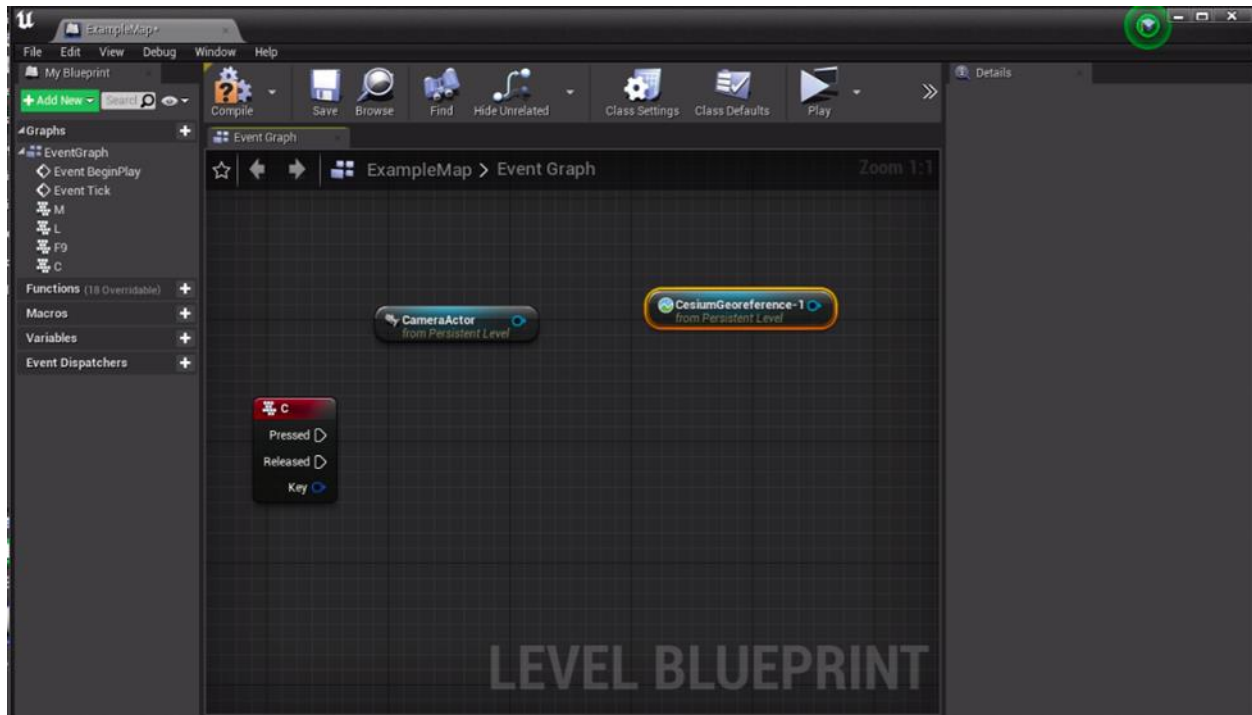 ExampleMap*
File Edit View Debug Window Help
My Blueprint
Details
+ Add New
Search
Compile
Save
Browse
Find
Hide Unrelated
Class Settings
Class Defaults
Play
Graphs
Event Graph
EventGraph
Event BeginPlay
Event Tick
M
L
F9
C
ExampleMap > Event Graph
Zoom 1:1
Functions (18 Overridable)
Macros
Variables
Event Dispatchers
CameraActor
from Persistent Level
CesiumGeoreference-1
from Persistent Level
C
Pressed
Released
Key
LEVEL BLUEPRINT